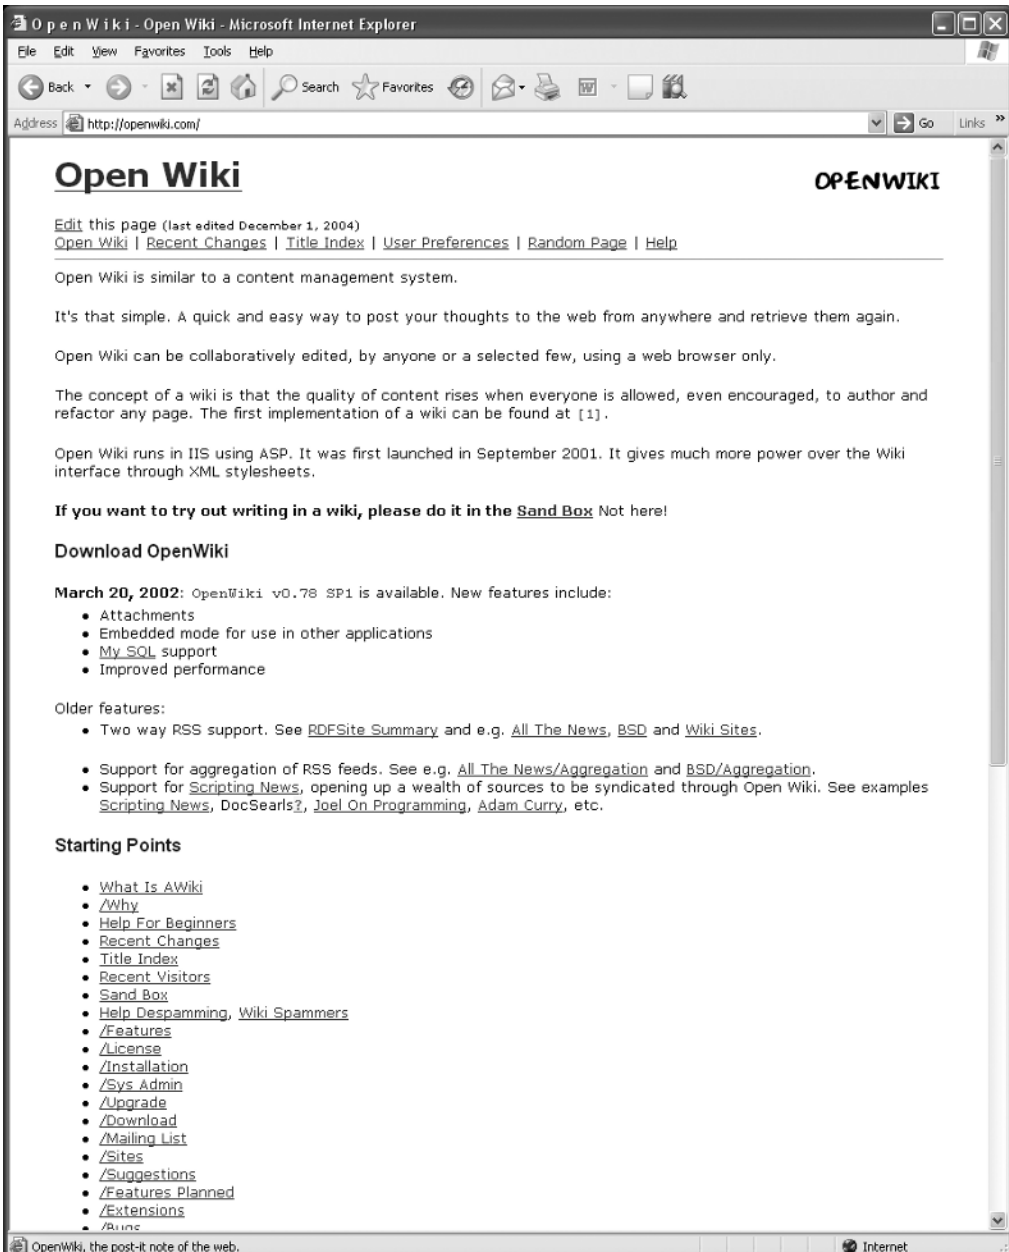 O p e n W i k i - Open Wiki - Microsoft Internet Explorer
File Edit View Favorites Tools Help
Back Search Favorites
Address http://openwiki.com/ Go Links »
Open Wiki
OPENWIKI
Edit this page (last edited December 1, 2004)
Open Wiki | Recent Changes | Title Index | User Preferences | Random Page | Help
Open Wiki is similar to a content management system.
It's that simple. A quick and easy way to post your thoughts to the web from anywhere and retrieve them again.
Open Wiki can be collaboratively edited, by anyone or a selected few, using a web browser only.
The concept of a wiki is that the quality of content rises when everyone is allowed, even encouraged, to author and
refactor any page. The first implementation of a wiki can be found at [1].
Open Wiki runs in IIS using ASP. It was first launched in September 2001. It gives much more power over the Wiki
interface through XML stylesheets.
If you want to try out writing in a wiki, please do it in the Sand Box Not here!
Download OpenWiki
March 20, 2002: OpenWiki v0.78 SP1 is available. New features include:
• Attachments
• Embedded mode for use in other applications
• My SQL support
• Improved performance
Older features:
• Two way RSS support. See RDFSite Summary and e.g. All The News, BSD and Wiki Sites.
• Support for aggregation of RSS feeds. See e.g. All The News/Aggregation and BSD/Aggregation.
• Support for Scripting News, opening up a wealth of sources to be syndicated through Open Wiki. See examples
Scripting News, DocSearls?, Joel On Programming, Adam Curry, etc.
Starting Points
• What Is AWiki
• /Why
• Help For Beginners
• Recent Changes
• Title Index
• Recent Visitors
• Sand Box
• Help Despamming, Wiki Spammers
• /Features
• /License
• /Installation
• /Sys Admin
• /Upgrade
• /Download
• /Mailing List
• /Sites
• /Suggestions
• /Features Planned
• /Extensions
• /Bugs
OpenWiki, the post-it note of the web. Internet